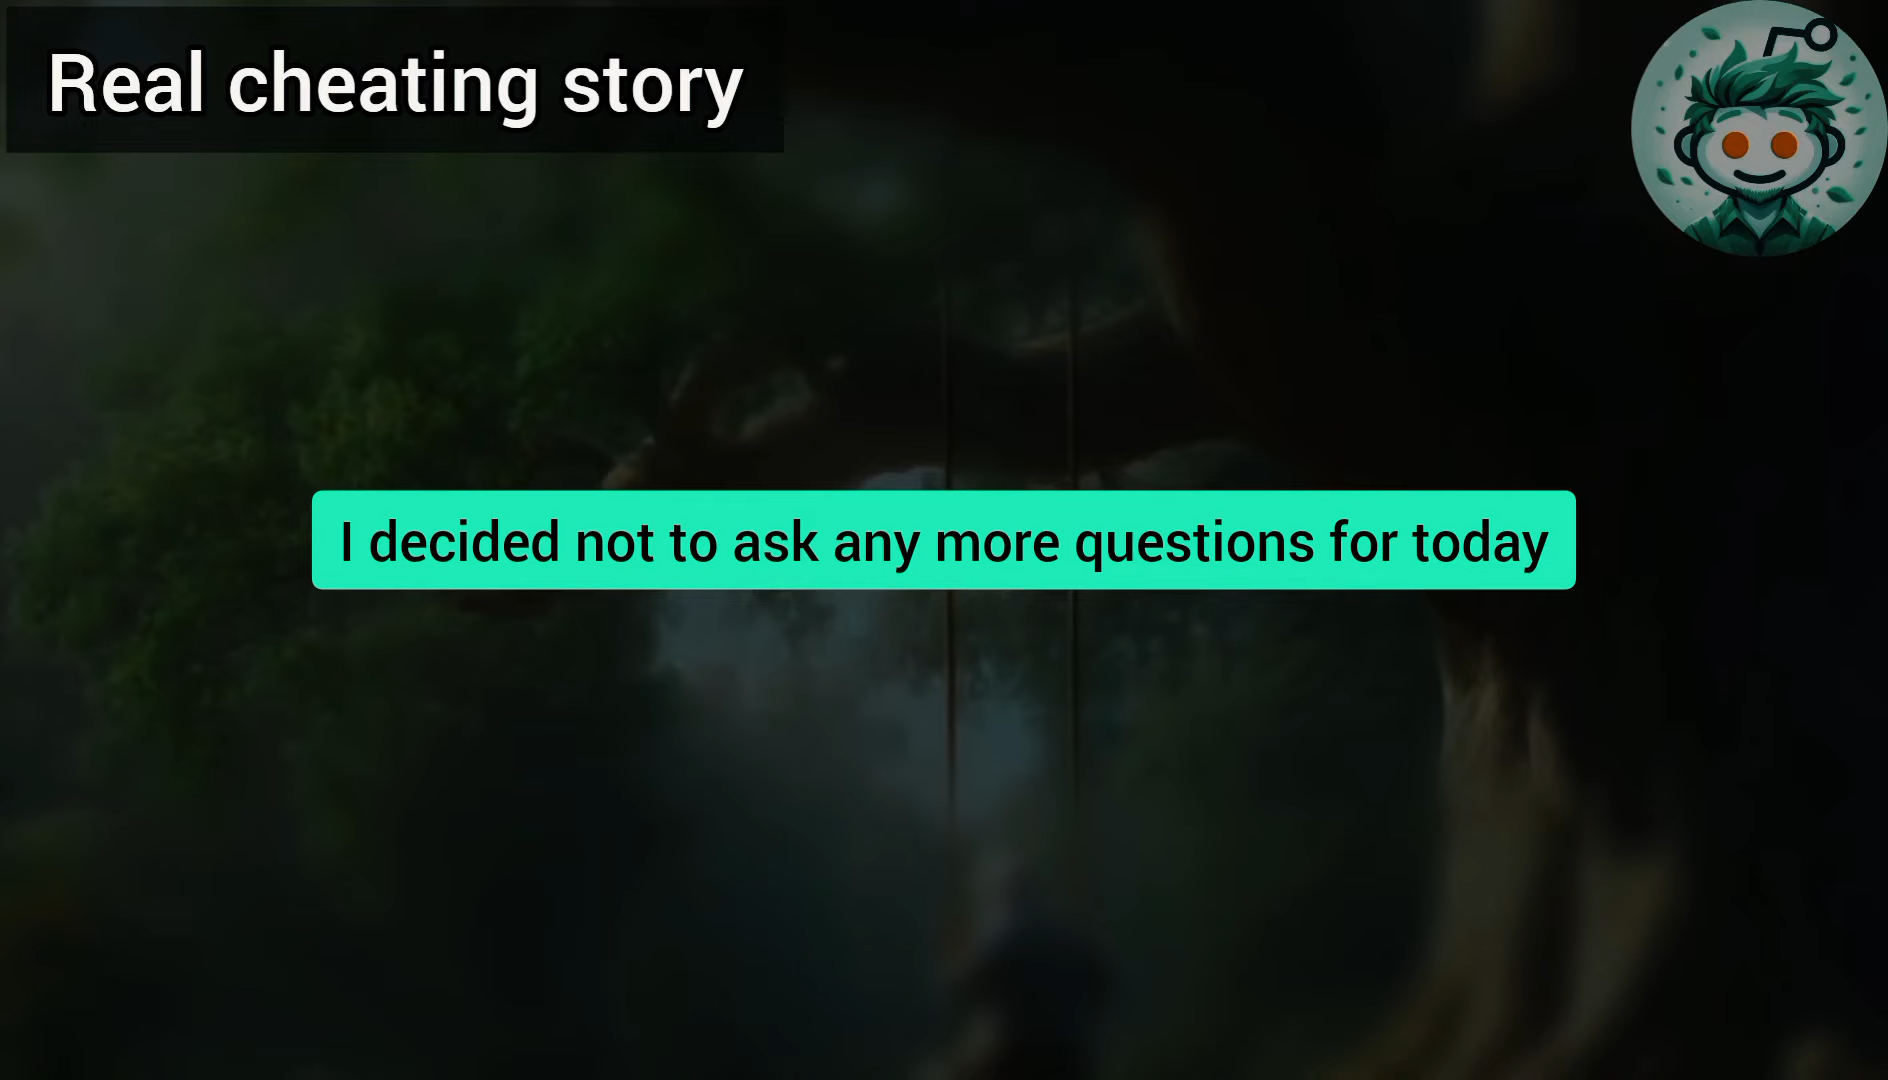 Real cheating story
I decided not to ask any more questions for today